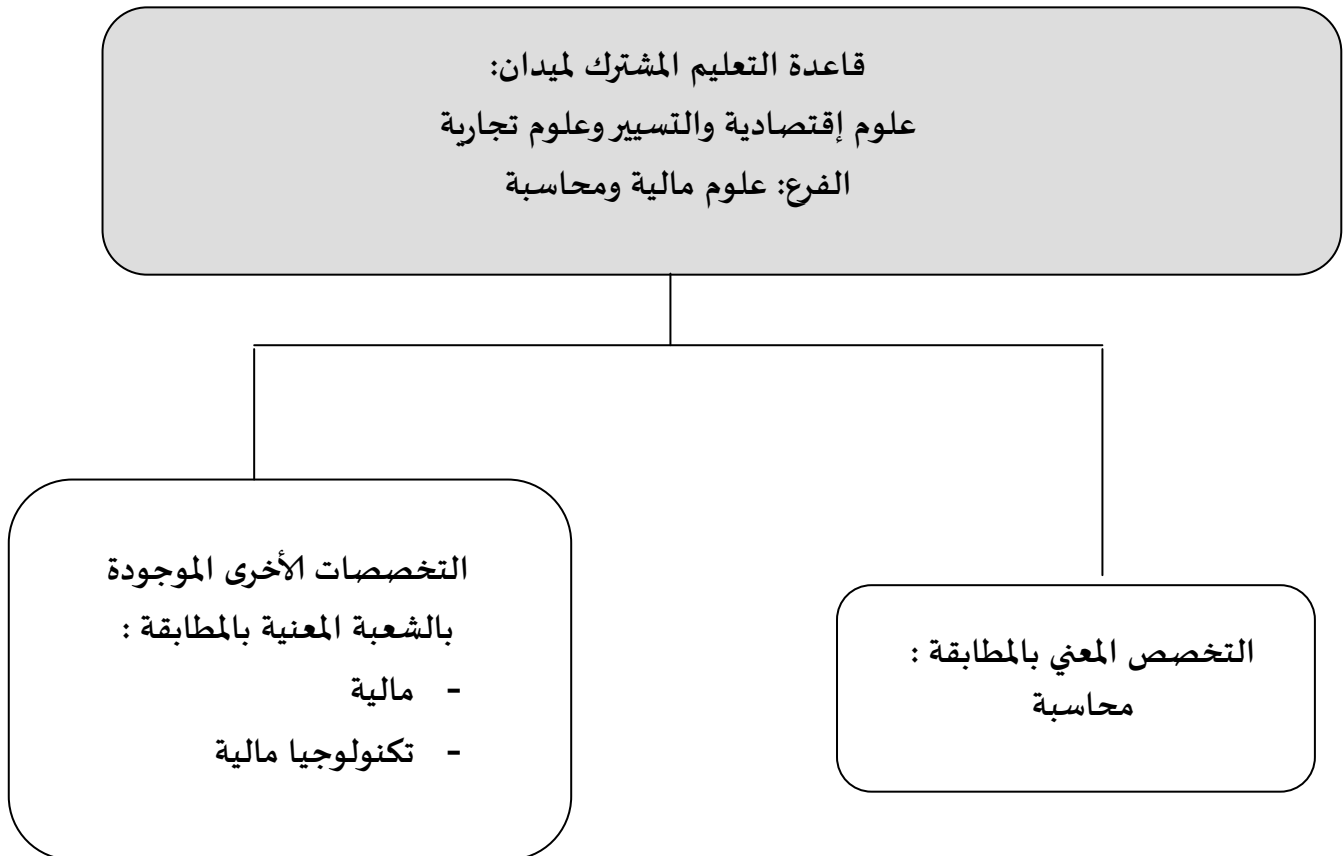 قاعدة التعليم المشترك لميدان:
علوم إقتصادية والتسيير وعلوم تجارية
الفرع: علوم مالية ومحاسبة
التخصص المعني بالمطابقة :
محاسبة
التخصصات الأخرى الموجودة
بالشعبة المعنية بالمطابقة :
- مالية
- تكنولوجيا مالية